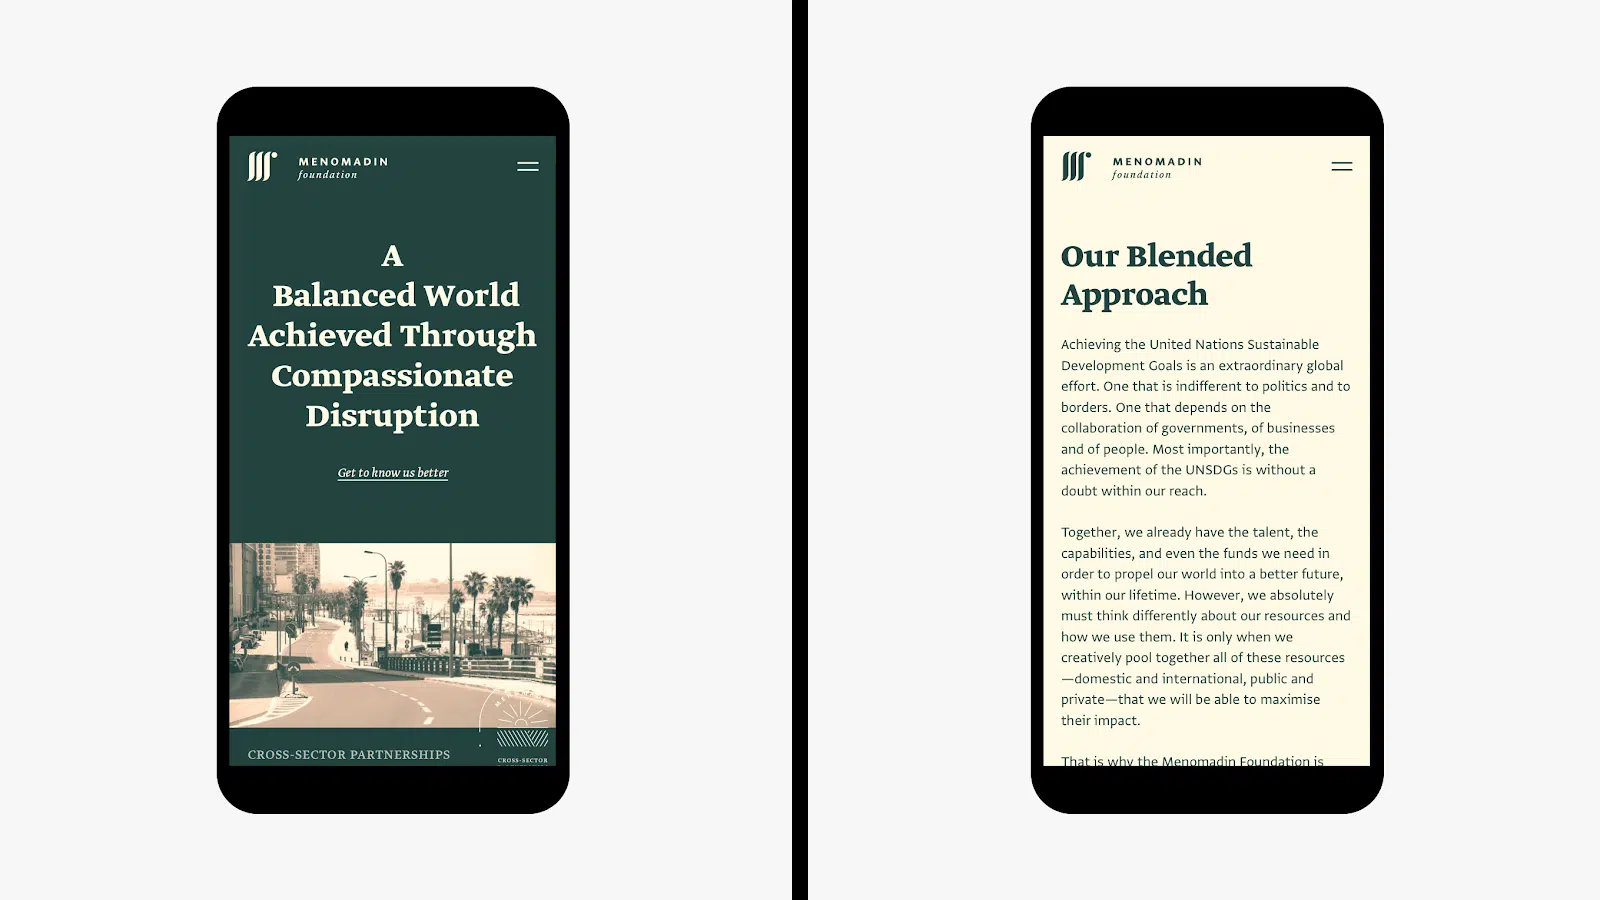 MENOMADIN
foundation
A
Balanced World
Achieved Through
Compassionate
Disruption
Get to know us better
CROSS-SECTOR PARTNERSHIPS
CROSS-SECTOR
MENOMADIN
foundation
Our Blended
Approach
Achieving the United Nations Sustainable
Development Goals is an extraordinary global
effort. One that is indifferent to politics and to
borders. One that depends on the
collaboration of governments, of businesses
and of people. Most importantly, the
achievement of the UNSDGs is without a
doubt within our reach.
Together, we already have the talent, the
capabilities, and even the funds we need in
order to propel our world into a better future,
within our lifetime. However, we absolutely
must think differently about our resources and
how we use them. It is only when we
creatively pool together all of these resources
—domestic and international, public and
private—that we will be able to maximise
their impact.
That is why the Menomadin Foundation is